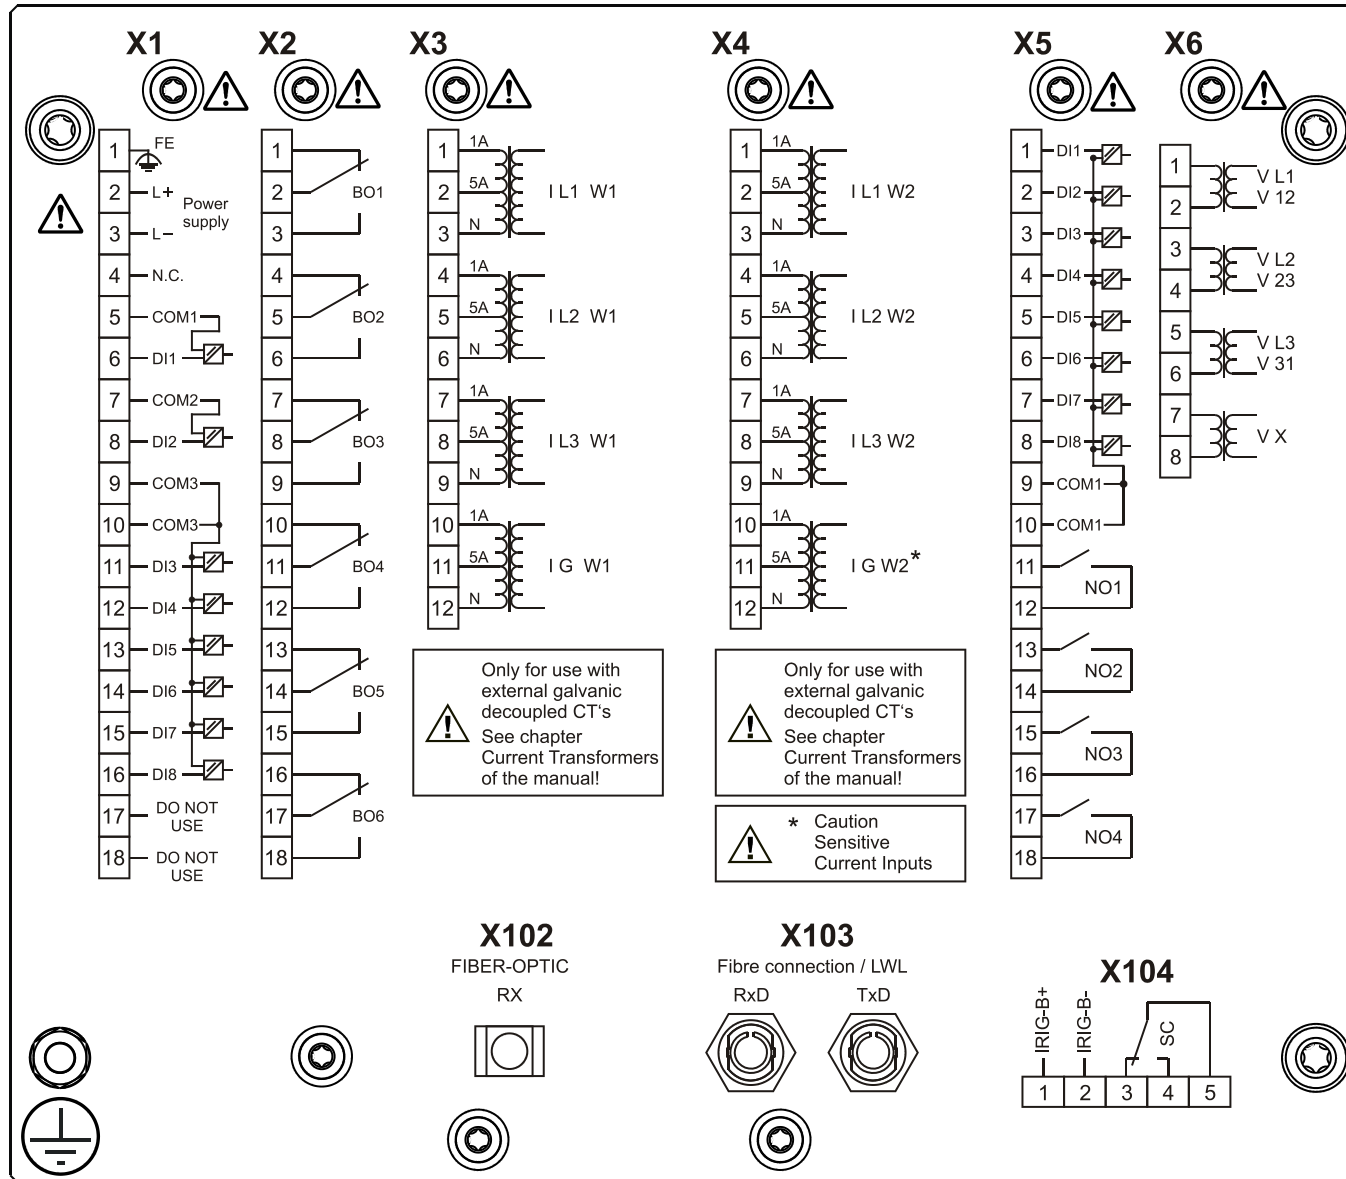 X1
X2
X3
X4
X5
X6
1 FE
2 L+
Power
supply
3 L–
4 N.C.
5 COM1
6 DI1
7 COM2
8 DI2
9 COM3
10 COM3
11 DI3
12 DI4
13 DI5
14 DI6
15 DI7
16 DI8
17 DO NOT
USE
18 DO NOT
USE
1
2 BO1
3
4
5 BO2
6
7
8 BO3
9
10
11 BO4
12
13
14 BO5
15
16
17 BO6
18
1 1A
2 5A I L1 W1
3 N
4 1A
5 5A I L2 W1
6 N
7 1A
8 5A I L3 W1
9 N
10 1A
11 5A I G W1
12 N
Only for use with
external galvanic
decoupled CT's
See chapter
Current Transformers
of the manual!
1 1A
2 5A I L1 W2
3 N
4 1A
5 5A I L2 W2
6 N
7 1A
8 5A I L3 W2
9 N
10 1A
11 5A I G W2*
12 N
Only for use with
external galvanic
decoupled CT's
See chapter
Current Transformers
of the manual!
* Caution
Sensitive
Current Inputs
1 DI1
2 DI2
3 DI3
4 DI4
5 DI5
6 DI6
7 DI7
8 DI8
9 COM1
10 COM1
11
NO1
12
13
NO2
14
15
NO3
16
17
NO4
18
1 V L1
2 V 12
3 V L2
4 V 23
5 V L3
6 V 31
7
V X
8
X102
FIBER-OPTIC
RX
X103
Fibre connection / LWL
RxD TxD
X104
IRIG-B+
IRIG-B-
SC
1 2 3 4 5